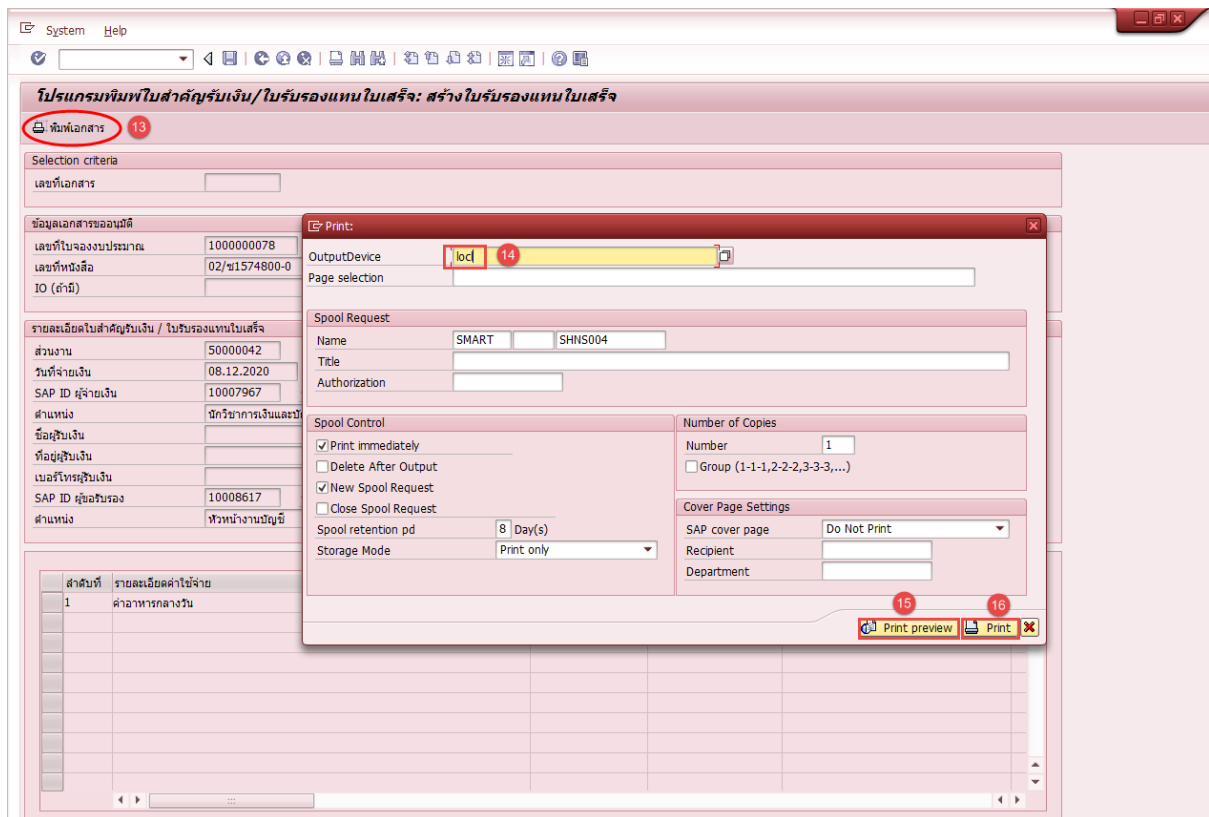 System Help
โปรแกรมพิมพ์ใบสำคัญรับเงิน/ใบรับรองแทนใบเสร็จ: สร้างใบรับรองแทนใบเสร็จ
พิมพ์เอกสาร 13
Selection criteria
เลขที่เอกสาร
ข้อมูลเอกสารขออนุมัติ
เลขที่ใบจองงบประมาณ 1000000078
เลขที่หนังสือ 02/ซ1574800-0
IO (ถ้ามี)
รายละเอียดใบสำคัญรับเงิน / ใบรับรองแทนใบเสร็จ
ส่วนงาน 50000042
วันที่จ่ายเงิน 08.12.2020
SAP ID ผู้จ่ายเงิน 10007967
ตำแหน่ง นักวิชาการเงินและบั
ชื่อผู้รับเงิน
ที่อยู่ผู้รับเงิน
เบอร์โทรผู้รับเงิน
SAP ID ผู้ขอรับรอง 10008617
ตำแหน่ง หัวหน้างานบัญชี
ลำดับที่ รายละเอียดค่าใช้จ่าย
1 ค่าอาหารกลางวัน
Print:
OutputDevice locl 14
Page selection
Spool Request
Name SMART SHNS004
Title
Authorization
Spool Control
Print immediately
Delete After Output
New Spool Request
Close Spool Request
Spool retention pd 8 Day(s)
Storage Mode Print only
Number of Copies
Number 1
Group (1-1-1,2-2-2,3-3-3,...)
Cover Page Settings
SAP cover page Do Not Print
Recipient
Department
15 16
Print preview Print